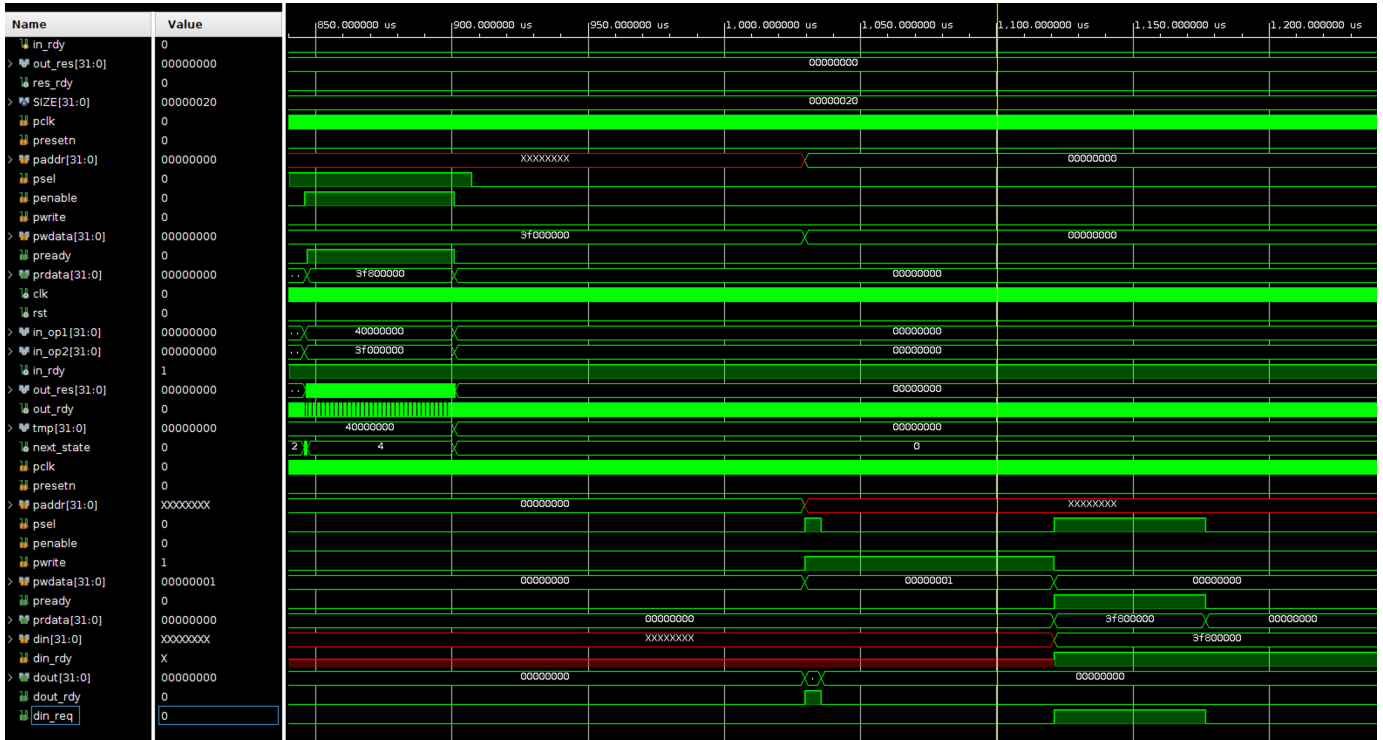 Name Value
850.000000 us 900.000000 us 950.000000 us 1,000.000000 us 1,050.000000 us 1,100.000000 us 1,150.000000 us 1,200.000000 us
in_rdy 0
> out_res[31:0] 00000000 00000000
res_rdy 0
> SIZE[31:0] 00000020 00000020
pclk 0
presetn 0
> paddr[31:0] 00000000 XXXXXXXX 00000000
psel 0
penable 0
pwrite 0
> pwdata[31:0] 00000000 3f000000 00000000
pready 0
> prdata[31:0] 00000000 .. 3f800000 00000000
clk 0
rst 0
> in_op1[31:0] 00000000 .. 40000000 00000000
> in_op2[31:0] 00000000 .. 3f000000 00000000
in_rdy 1
> out_res[31:0] 00000000 .. 00000000
out_rdy 0
> tmp[31:0] 00000000 40000000 00000000
next_state 0 2 4 0
pclk 0
presetn 0
> paddr[31:0] XXXXXXXX 00000000 XXXXXXXX
psel 0
penable 0
pwrite 1
> pwdata[31:0] 00000001 00000000 00000001 00000000
pready 0
> prdata[31:0] 00000000 00000000 3f800000 00000000
> din[31:0] XXXXXXXX XXXXXXXX 3f800000
din_rdy X
> dout[31:0] 00000000 00000000 . 00000000
dout_rdy 0
din_req 0